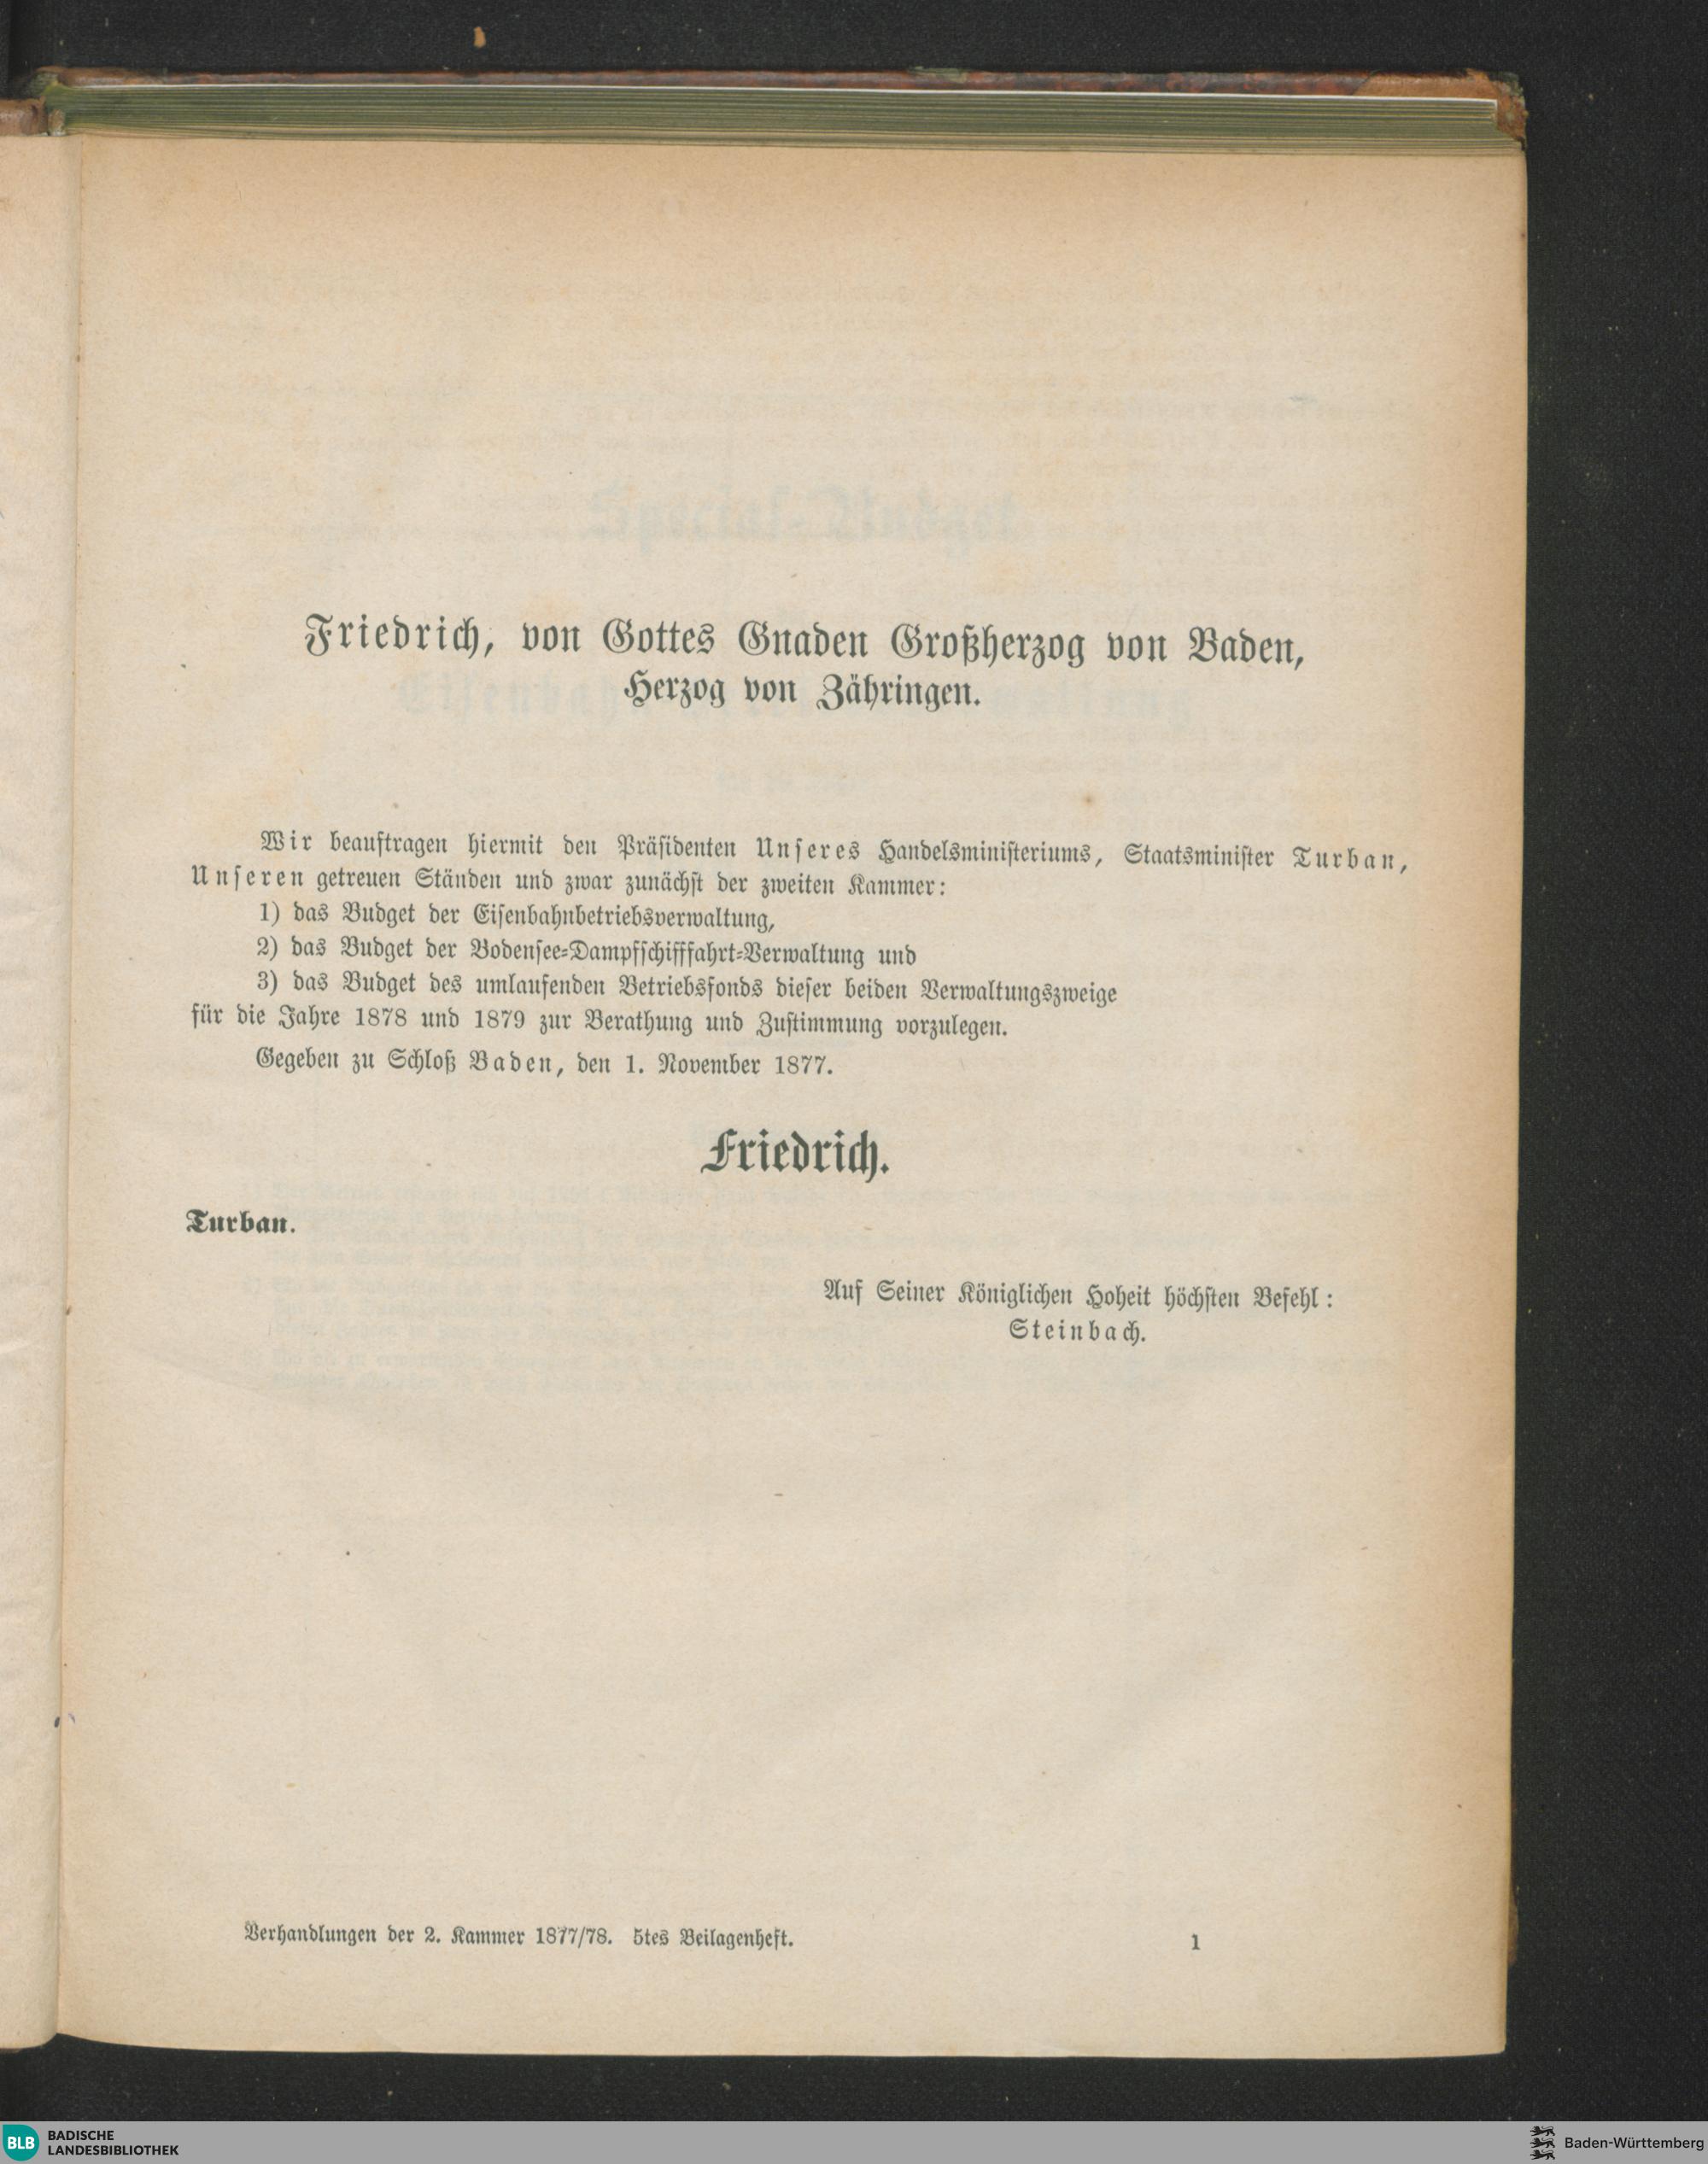 Friedrich, von Gottes Gnaden Großherzog von Baden,
Herzog von Zähringen.
Wir beauftragen hiermit den Präsidenten Unseres Handelsministeriums, Staatsminister Turban,
Unseren getreuen Ständen und zwar zunächst der zweiten Kammer:
1) das Budget der Eisenbahnbetriebsverwaltung,
2) das Budget der Bodensee-Dampfschifffahrt-Verwaltung und
3) das Budget des umlaufenden Betriebsfonds dieser beiden Verwaltungszweige
für die Jahre 1878 und 1879 zur Berathung und Zustimmung vorzulegen.
Gegeben zu Schloß Baden, den 1. November 1877.
Friedrich.
Turban.
Auf Seiner Königlichen Hoheit höchsten Befehl:
Steinbach.
Verhandlungen der 2. Kammer 1877/78. 5tes Beilagenheft. 1
BLB BADISCHE
LANDESBIBLIOTHEK
Baden-Württemberg